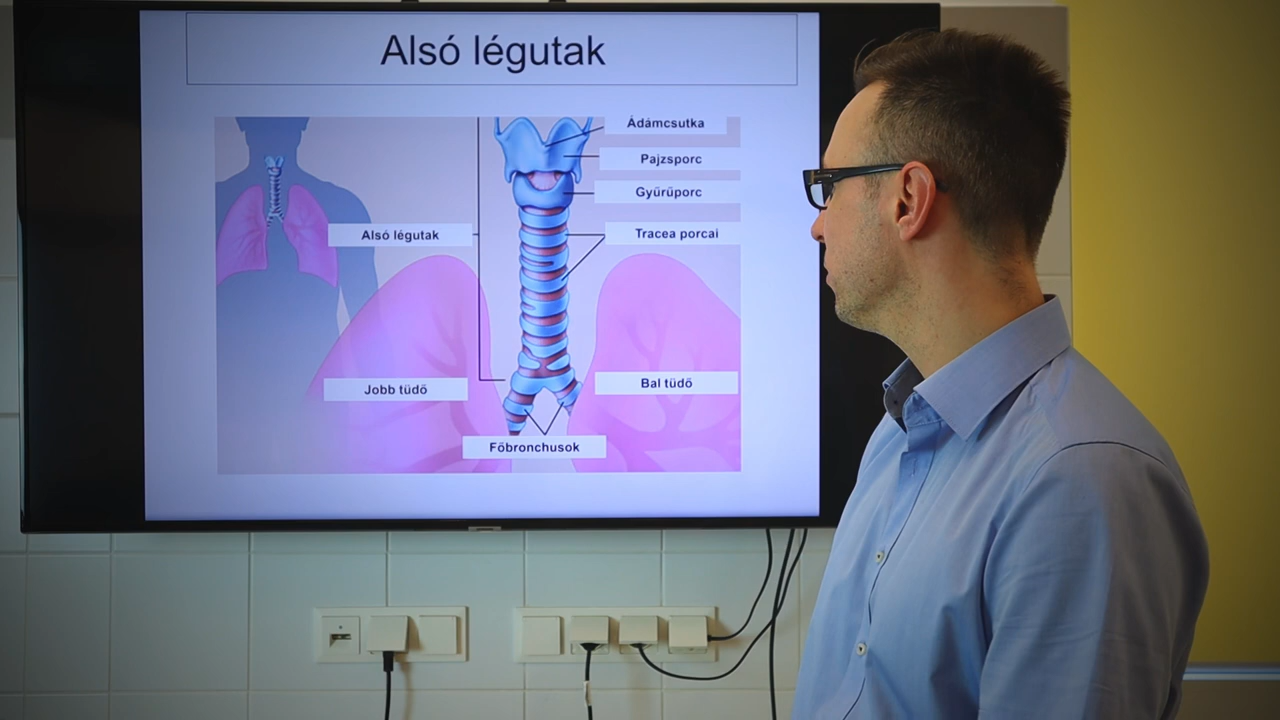 Alsó légutak
Ádámcsutka
Pajzsporc
Gyűrűporc
Alsó légutak
Tracea porcai
Jobb tüdő
Bal tüdő
Főbronchusok